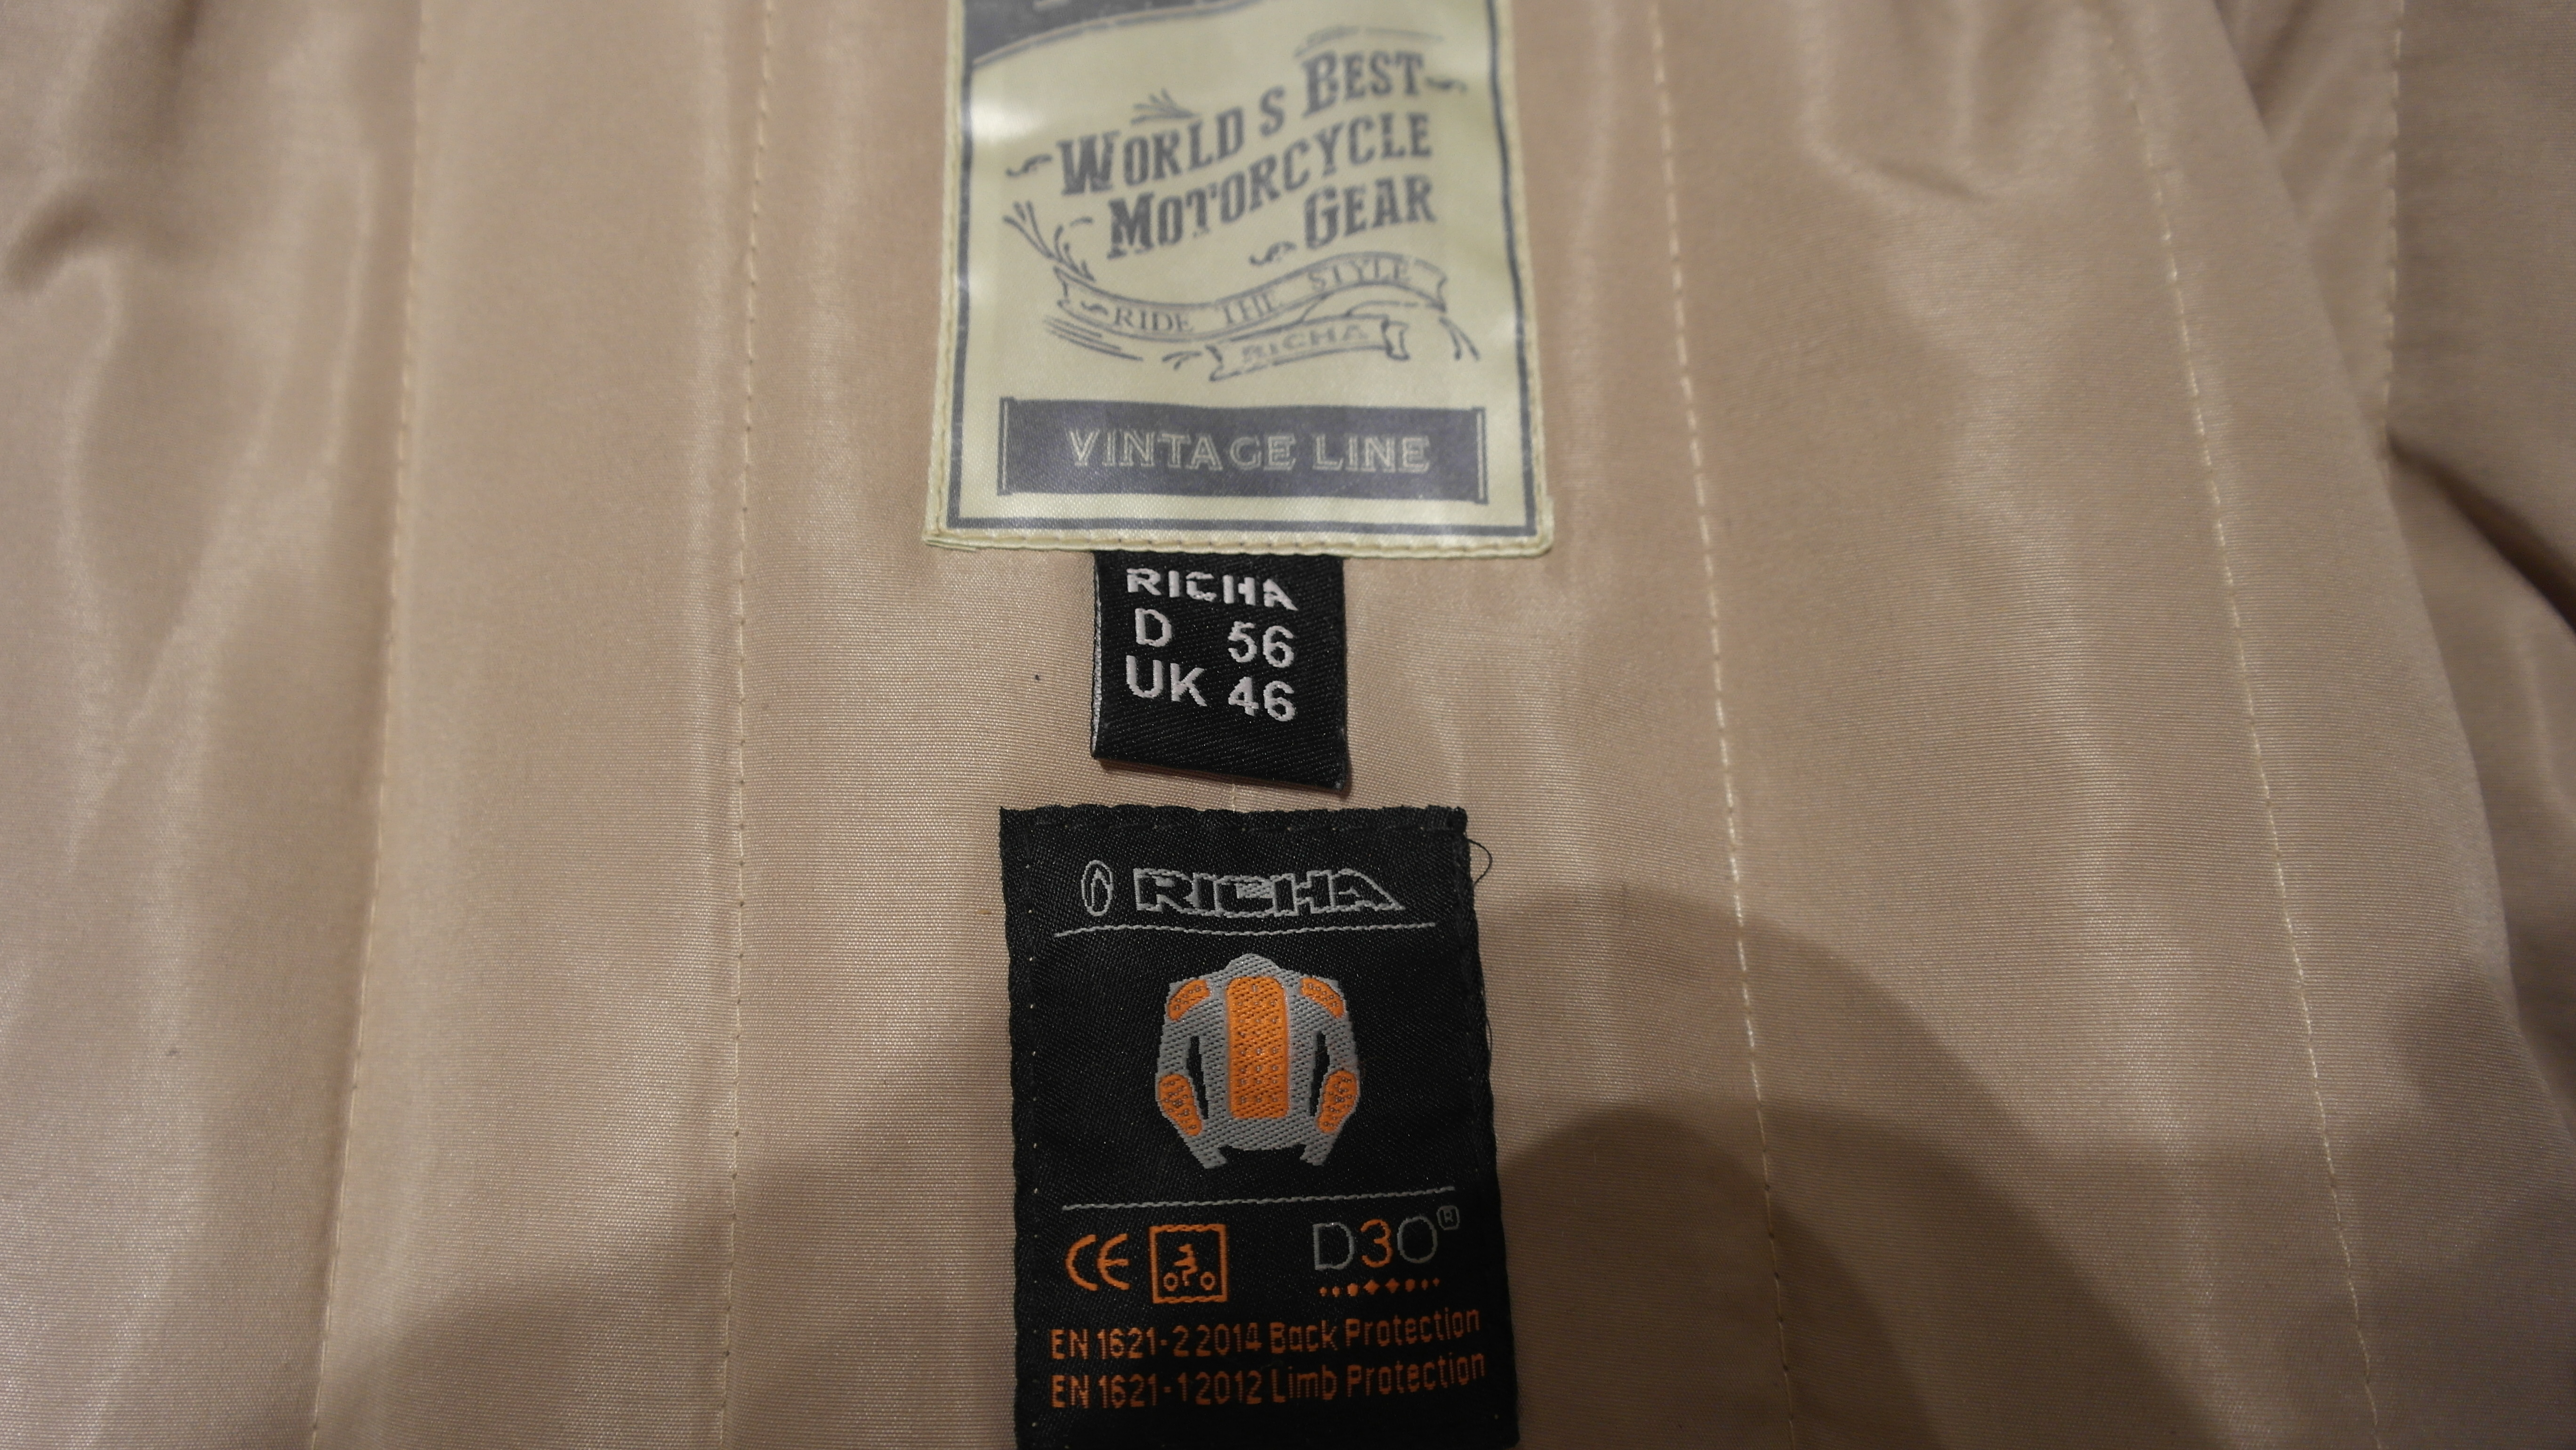 WORLD S BEST
MOTORCYCLE
GEAR
RIDE THE STYLE
RICHA
VINTAGE LINE
RICHA
D 56
UK 46
RICHA
CE D3O®
EN 1621-2 2014 Back Protection
EN 1621-1 2012 Limb Protection